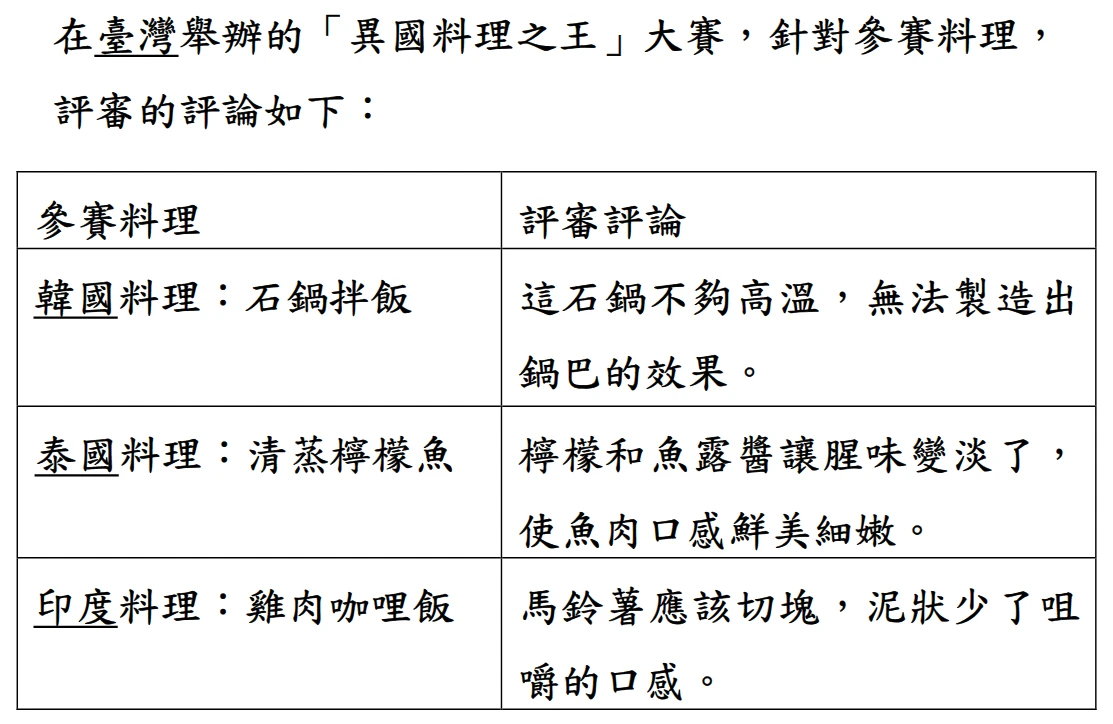 在臺灣舉辦的「異國料理之王」大賽，針對參賽料理，
評審的評論如下：
參賽料理
評審評論
韓國料理：石鍋拌飯
這石鍋不夠高溫，無法製造出
鍋巴的效果。
泰國料理：清蒸檸檬魚
檸檬和魚露醬讓腥味變淡了，
使魚肉口感鮮美細嫩。
印度料理：雞肉咖哩飯
馬鈴薯應該切塊，泥狀少了咀
嚼的口感。